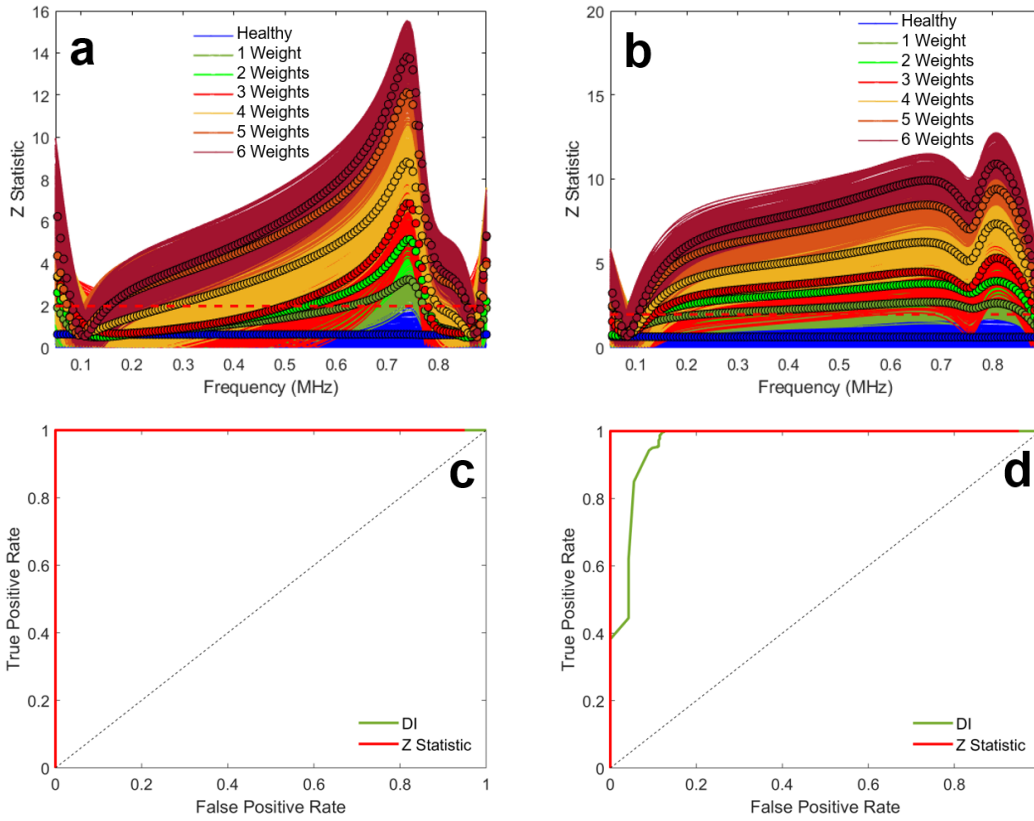 a
16
14
12
10
8
6
4
2
0
Z Statistic
Healthy
1 Weight
2 Weights
3 Weights
4 Weights
5 Weights
6 Weights
0.1 0.2 0.3 0.4 0.5 0.6 0.7 0.8
Frequency (MHz)
b
20
15
10
5
0
Z Statistic
Healthy
1 Weight
2 Weights
3 Weights
4 Weights
5 Weights
6 Weights
0.1 0.2 0.3 0.4 0.5 0.6 0.7 0.8
Frequency (MHz)
c
1
0.8
0.6
0.4
0.2
0
True Positive Rate
DI
Z Statistic
0 0.2 0.4 0.6 0.8 1
False Positive Rate
d
1
0.8
0.6
0.4
0.2
0
True Positive Rate
DI
Z Statistic
0 0.2 0.4 0.6 0.8
False Positive Rate